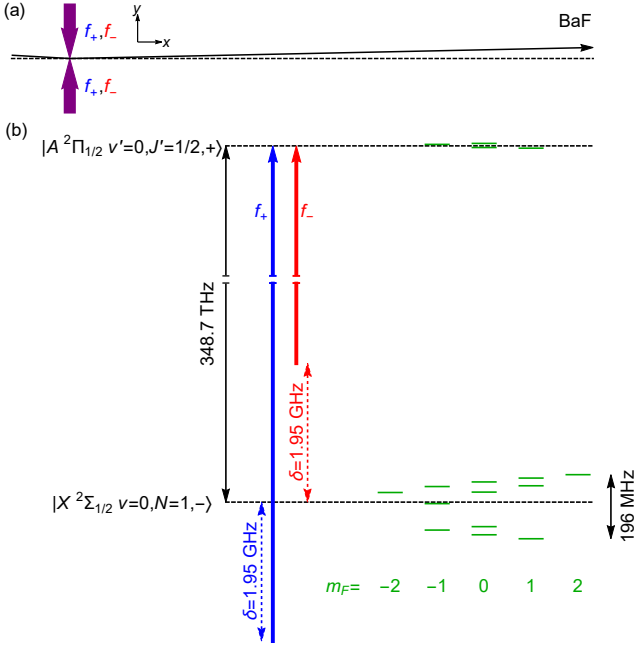 (a)
f₊,f₋
y
x
BaF
f₊,f₋
(b)
|A ²Π₁/₂ v′=0,J′=1/2,+⟩
f₊
f₋
348.7 THz
δ=1.95 GHz
|X ²Σ₁/₂ v=0,N=1,−⟩
196 MHz
δ=1.95 GHz
m_F= −2 −1 0 1 2